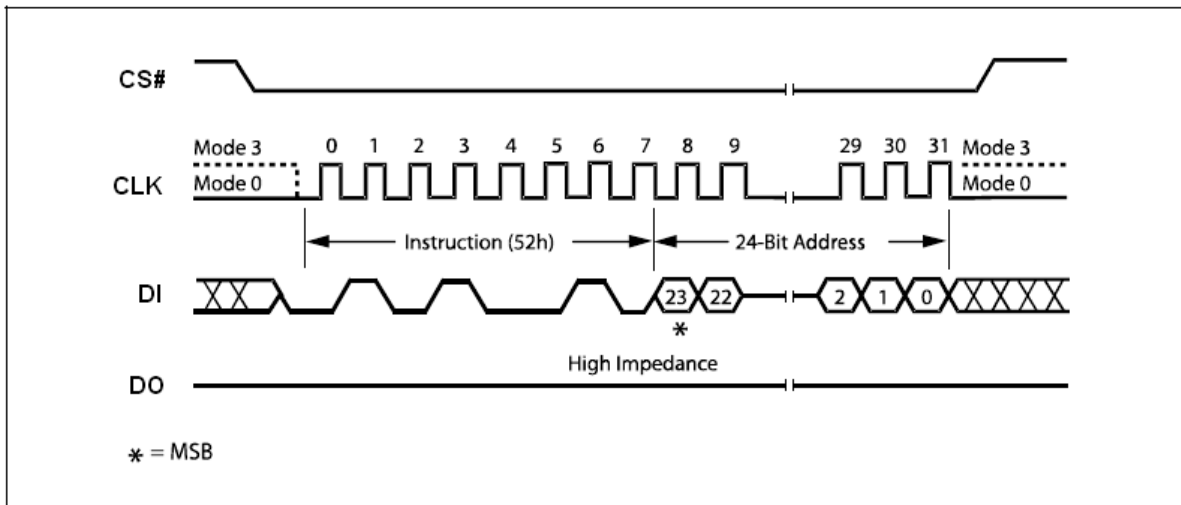 CS#
Mode 3 0 1 2 3 4 5 6 7 8 9 29 30 31 Mode 3
CLK Mode 0 Mode 0
Instruction (52h) 24-Bit Address
DI 23 22 2 1 0
*
High Impedance
DO
* = MSB